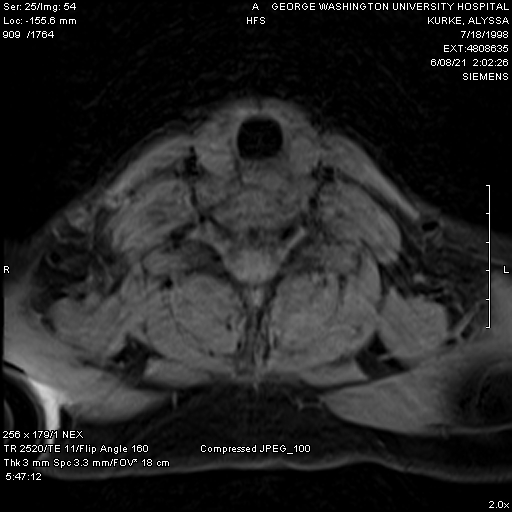 Ser: 25/Img: 54
Loc: -155.6 mm
909 /1764
A GEORGE WASHINGTON UNIVERSITY HOSPITAL
HFS KURKE, ALYSSA
7/18/1998
EXT:4808635
6/08/21 2:02:26
SIEMENS
R
L
256 x 179/1 NEX
TR 2520/TE 11/Flip Angle 160
Compressed JPEG_100
Thk 3 mm Spc 3.3 mm/FOV° 18 cm
5:47:12
2.0x